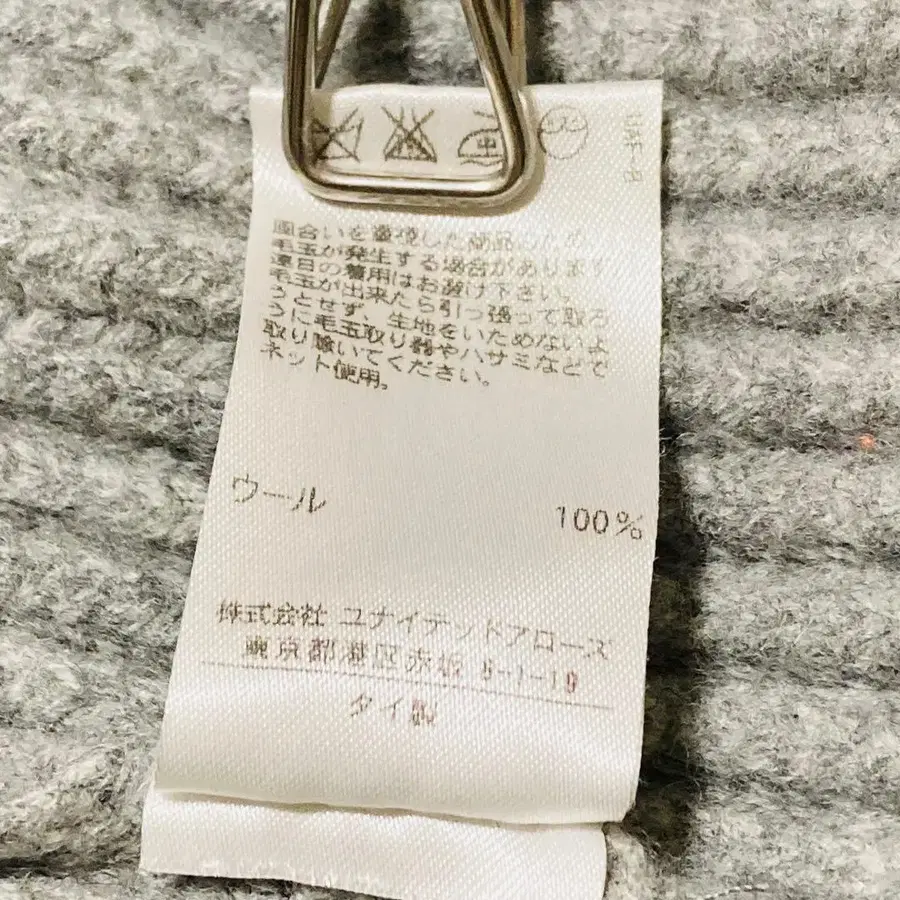 UAF-B
風合いを重視した商品のため
毛玉が発生する場合があります
連日の着用はお避け下さい。
毛玉が出来たら引っ張って取ろ
うとせず、生地をいためないよ
うに毛玉取り器やハサミなどで
取り除いてください。
ネット使用。
ウール 100%
株式会社 ユナイテッドアローズ
東京都港区赤坂 8-1-19
タイ製